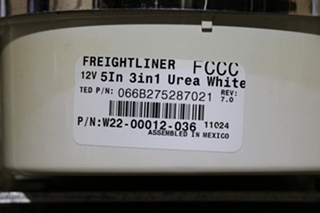 FREIGHTLINER FCCC
12V 5In 3in1 Urea White
TED P/N: 066B275287021 REV: 7.0
P/N:W22-00012-036 11024
ASSEMBLED IN MEXICO